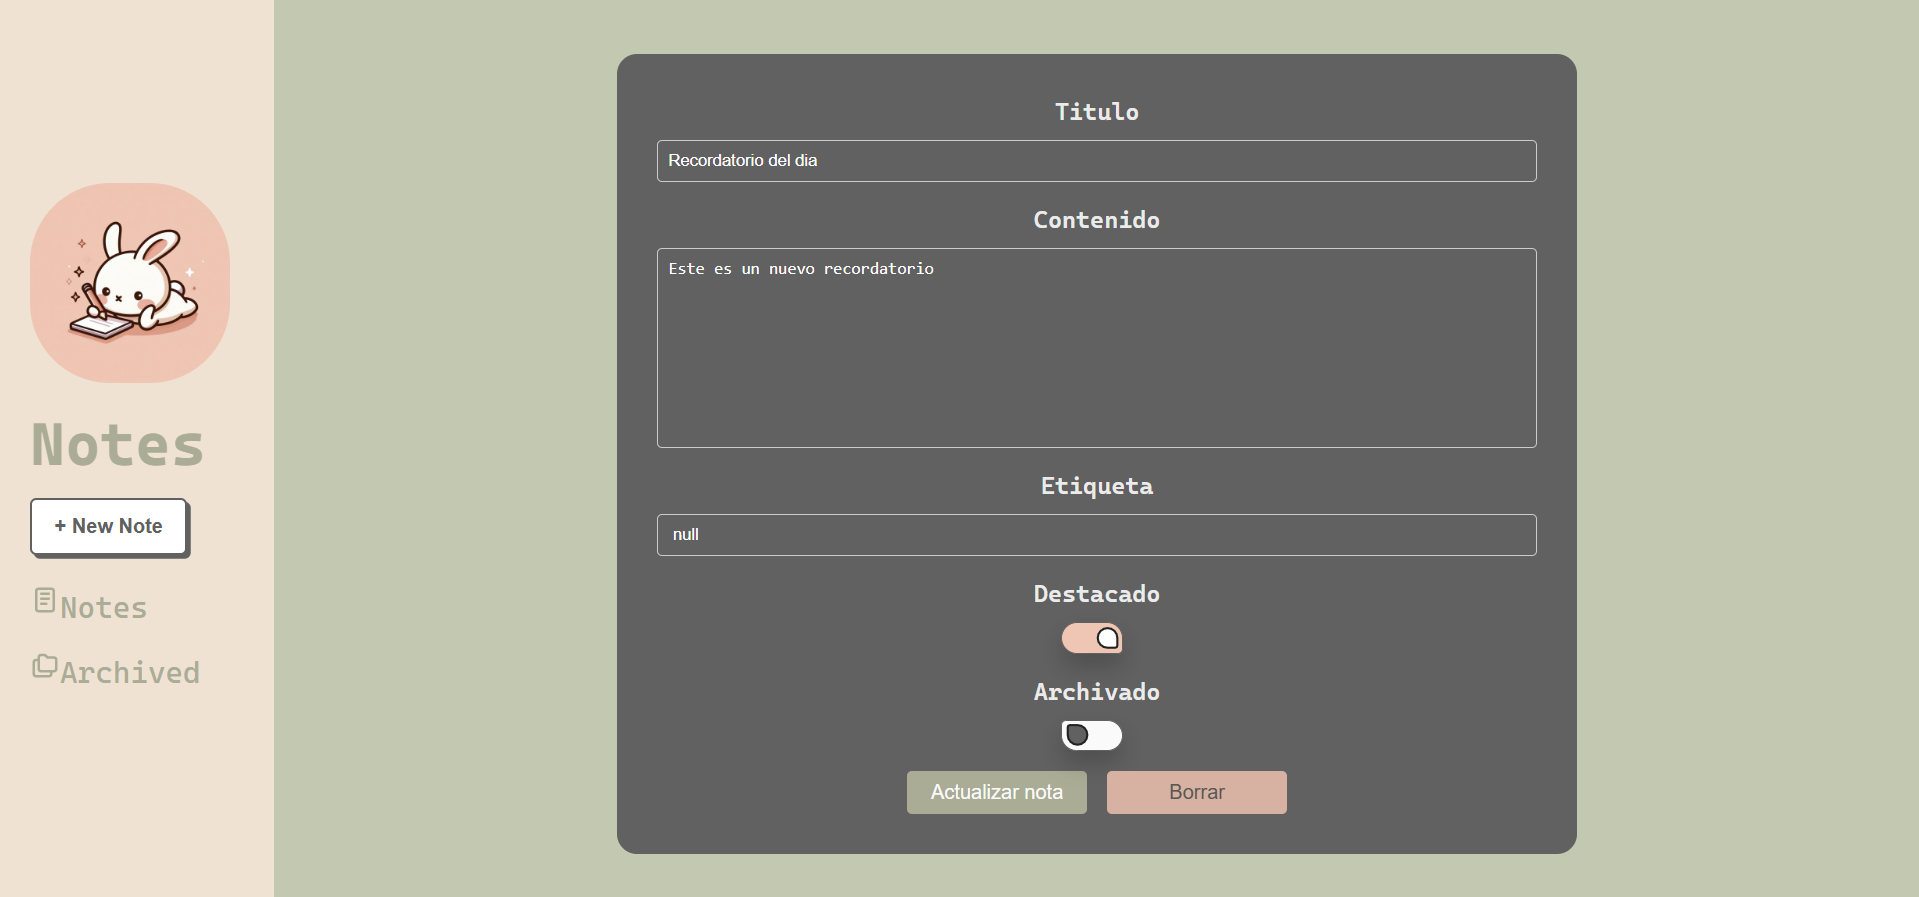 Notes
+ New Note
Notes
Archived
Titulo
Recordatorio del dia
Contenido
Este es un nuevo recordatorio
Etiqueta
null
Destacado
Archivado
Actualizar nota
Borrar